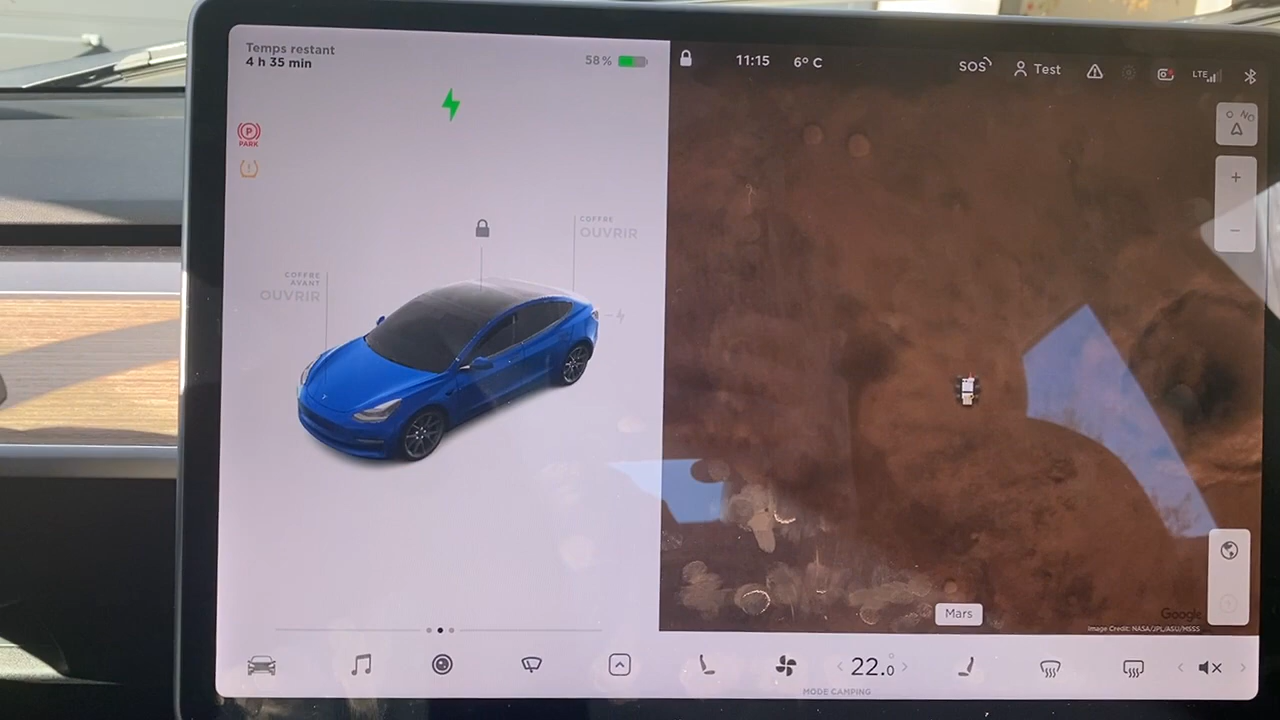 Temps restant
4 h 35 min
58 %
11:15
6° C
SOS
Test
LTE
P
PARK
NO
COFFRE
OUVRIR
COFFRE
AVANT
OUVRIR
Mars
Google
Image Credit: NASA/JPL/ASU/MSSS
22.0
MODE CAMPING